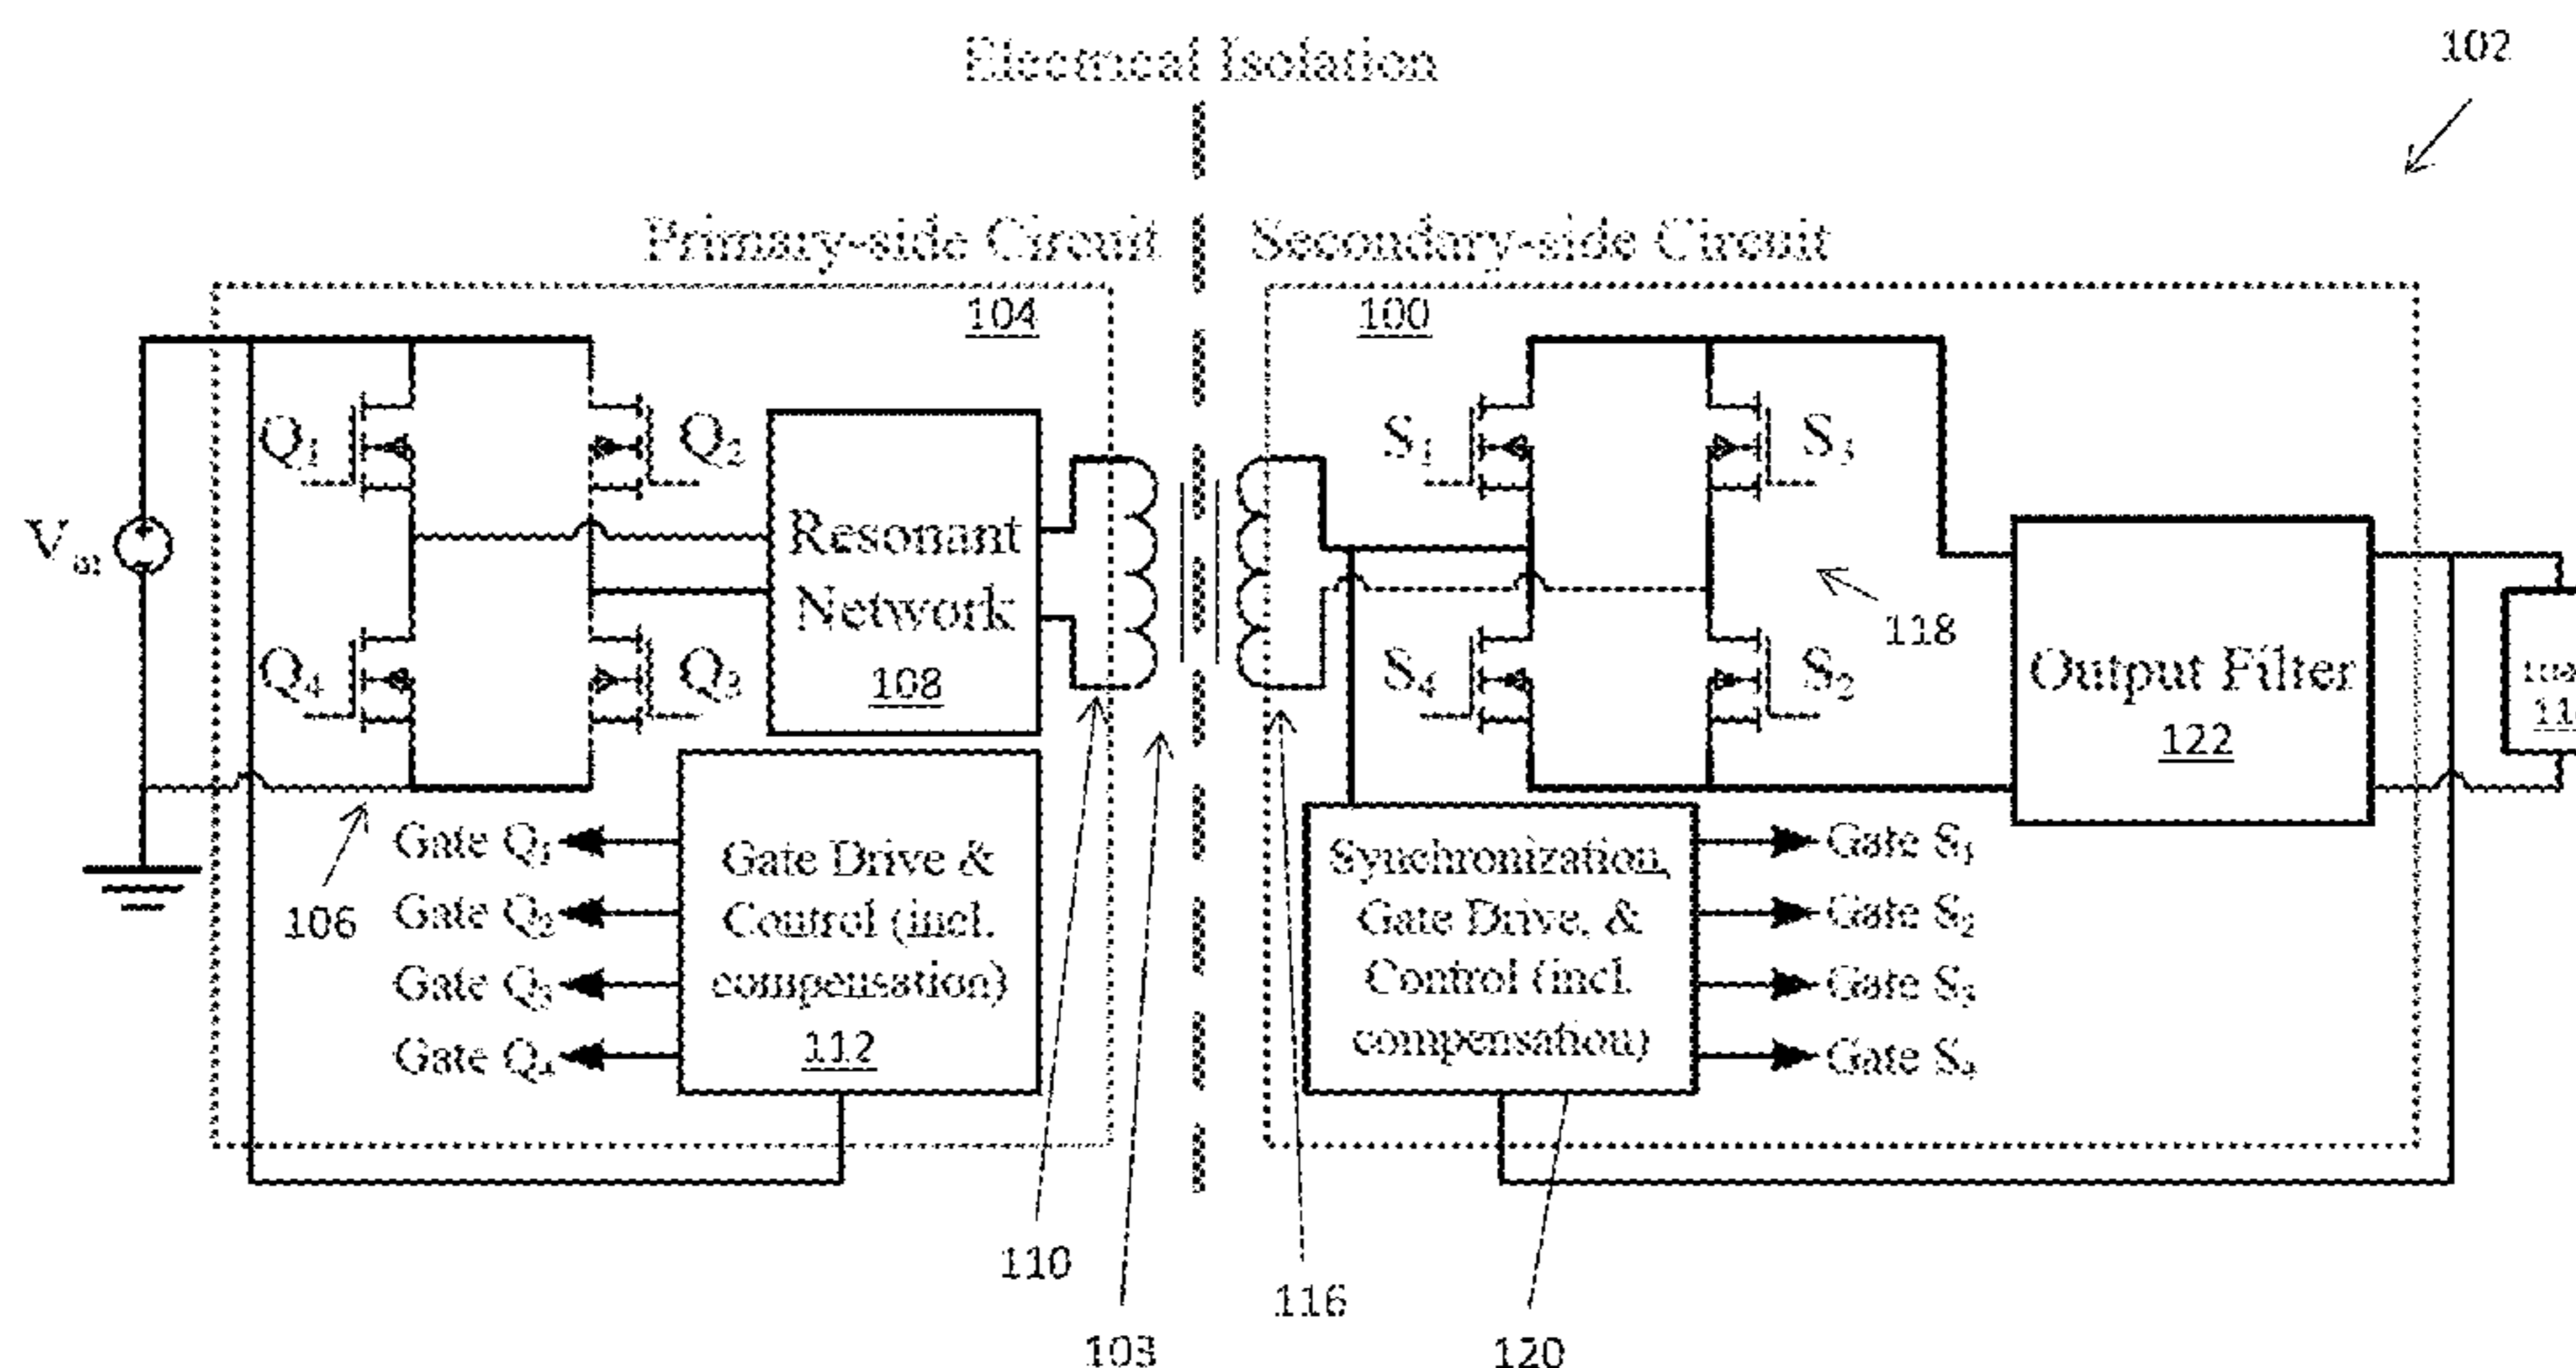 Electrical Isolation
102
Primary-side Circuit
Secondary-side Circuit
104
100
Q1
Q2
S1
S3
Vin
Resonant
Network
108
118
Q4
Q3
S4
S2
Output Filter
122
Gate Q1
Gate Q2
Gate Q3
Gate Q4
106
Gate Drive &
Control (incl.
compensation)
112
Synchronization,
Gate Drive, &
Control (incl.
compensation)
Gate S1
Gate S2
Gate S3
Gate S4
110
103
116
120